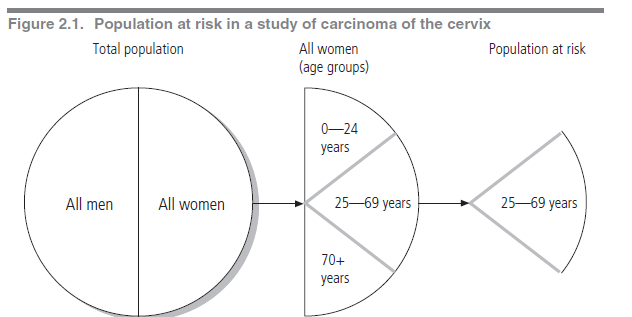 Figure 2.1. Population at risk in a study of carcinoma of the cervix
Total population
All women
(age groups)
Population at risk
All men
All women
0—24
years
25—69 years
70+
years
25—69 years